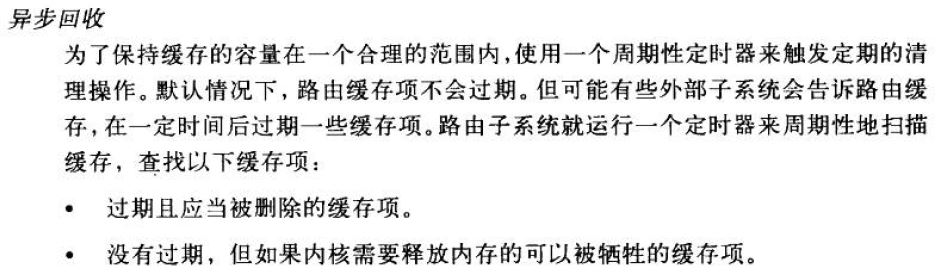 异步回收
为了保持缓存的容量在一个合理的范围内,使用一个周期性定时器来触发定期的清
理操作。默认情况下，路由缓存项不会过期。但可能有些外部子系统会告诉路由缓
存,在一定时间后过期一些缓存项。路由子系统就运行一个定时器来周期性地扫描
缓存，查找以下缓存项：
• 过期且应当被删除的缓存项。
• 没有过期，但如果内核需要释放内存的可以被牺牲的缓存项。